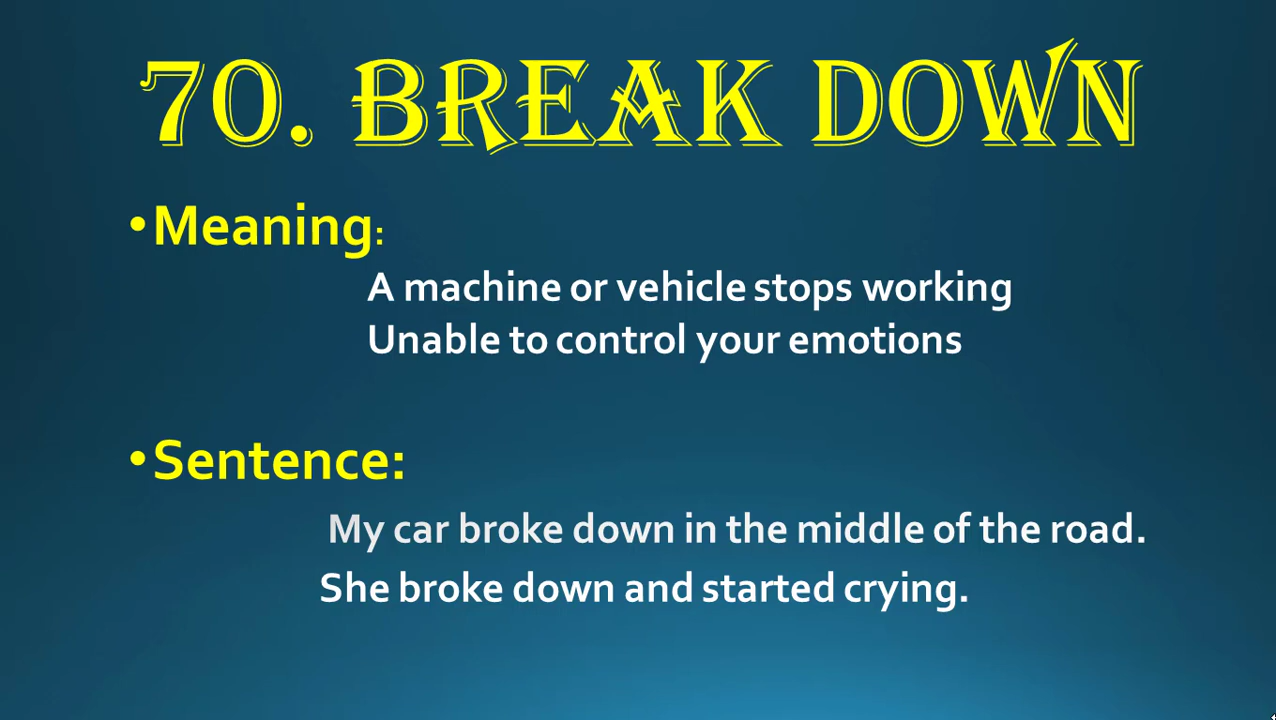 70. BREAK DOWN
•Meaning:
A machine or vehicle stops working
Unable to control your emotions
•Sentence:
My car broke down in the middle of the road.
She broke down and started crying.